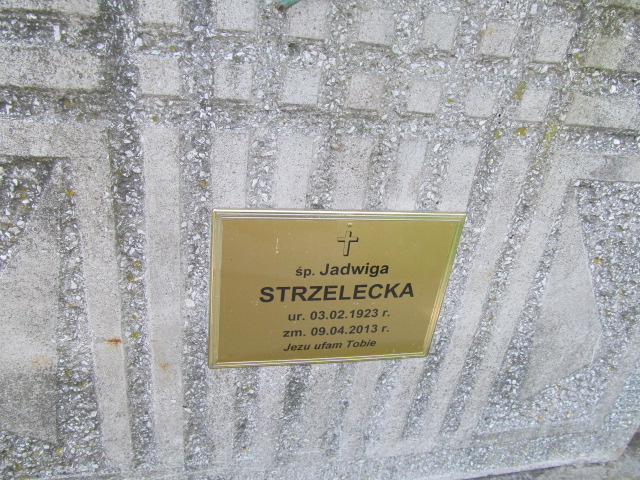 śp. Jadwiga
STRZELECKA
ur. 03.02.1923 r.
zm. 09.04.2013 r.
Jezu ufam Tobie